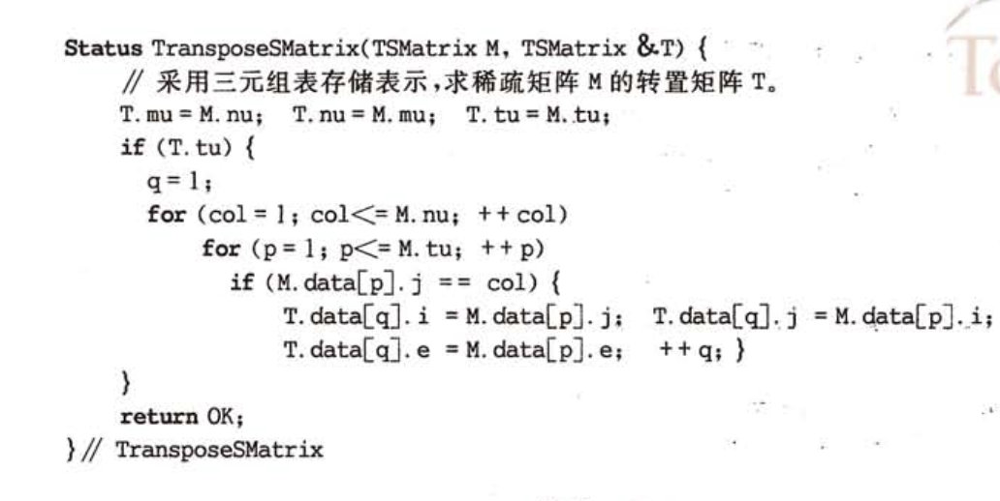 Status TransposeSMatrix(TSMatrix M, TSMatrix &T) {
// 采用三元组表存储表示,求稀疏矩阵 M 的转置矩阵 T。
T.mu = M.nu; T.nu = M.mu; T.tu = M.tu;
if (T.tu) {
q = 1;
for (col = 1; col<= M.nu; ++col)
for (p = 1; p<= M.tu; ++p)
if (M.data[p].j == col) {
T.data[q].i = M.data[p].j; T.data[q].j = M.data[p].i;
T.data[q].e = M.data[p].e; ++q; }
}
return OK;
}// TransposeSMatrix